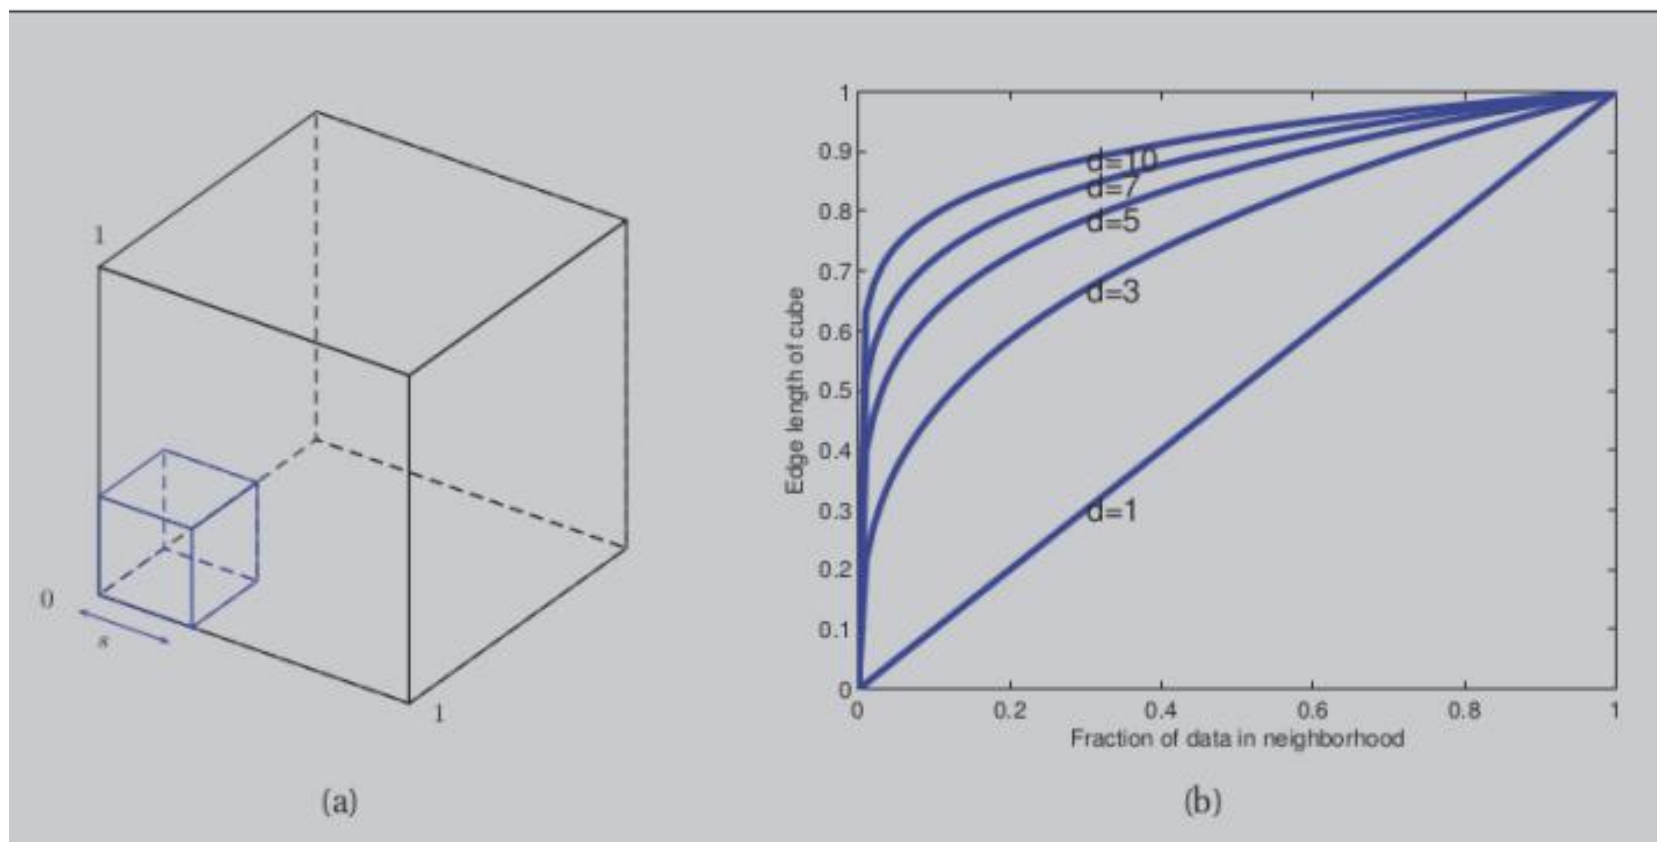 1
0
s
1
(a)
1
0.9
0.8
0.7
0.6
0.5
0.4
0.3
0.2
0.1
0
Edge length of cube
d=10
d=7
d=5
d=3
d=1
0
0.2
0.4
0.6
0.8
1
Fraction of data in neighborhood
(b)